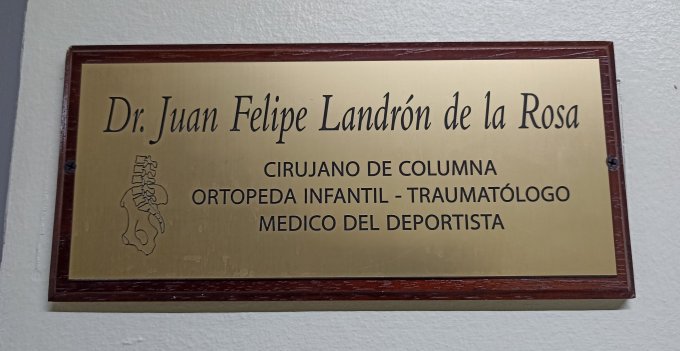 Dr. Juan Felipe Landrón de la Rosa
CIRUJANO DE COLUMNA
ORTOPEDA INFANTIL - TRAUMATÓLOGO
MEDICO DEL DEPORTISTA